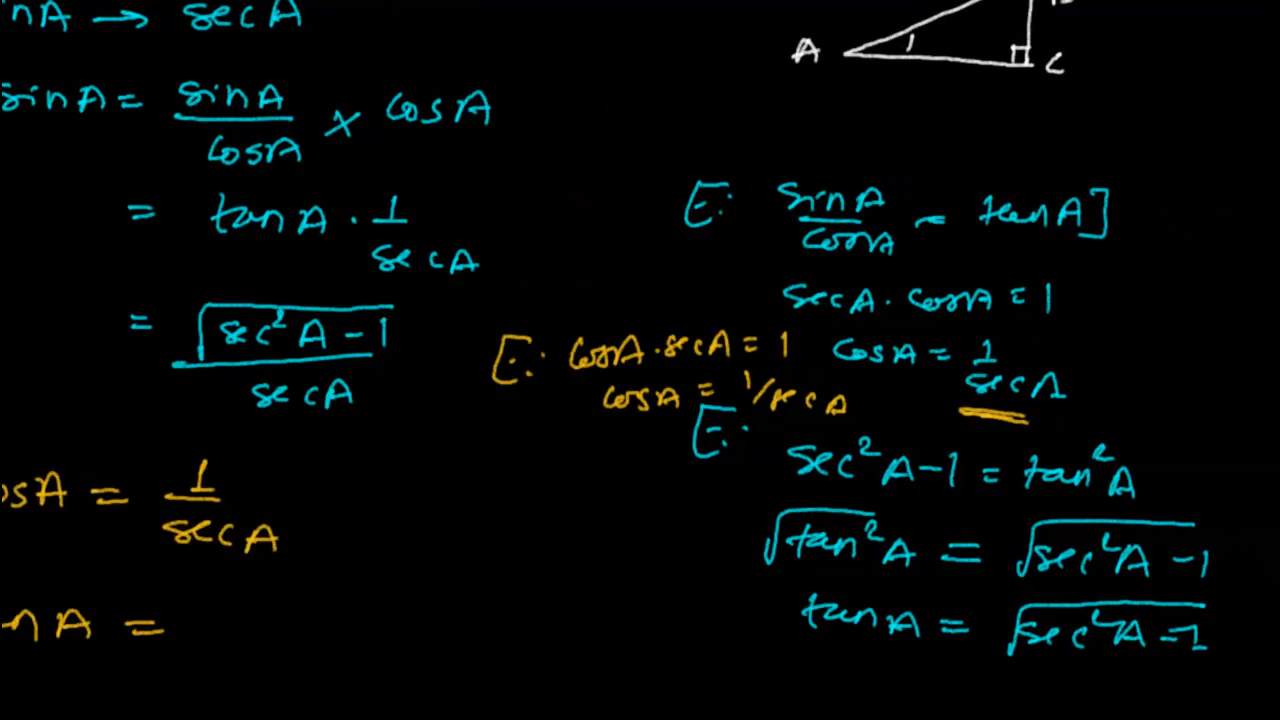 nA → secA
sinA = sinA/cosA × cosA
= tanA · 1/secA
= √(sec²A − 1)/secA
osA = 1/secA
nA =
A
C
[∵ sinA/cosA = tanA]
secA · cosA = 1
cosA = 1/secA
[∵ cosA · secA = 1
cosA = 1/secA
[∵
sec²A − 1 = tan²A
√tan²A = √(sec²A − 1)
tanA = √(sec²A − 1)